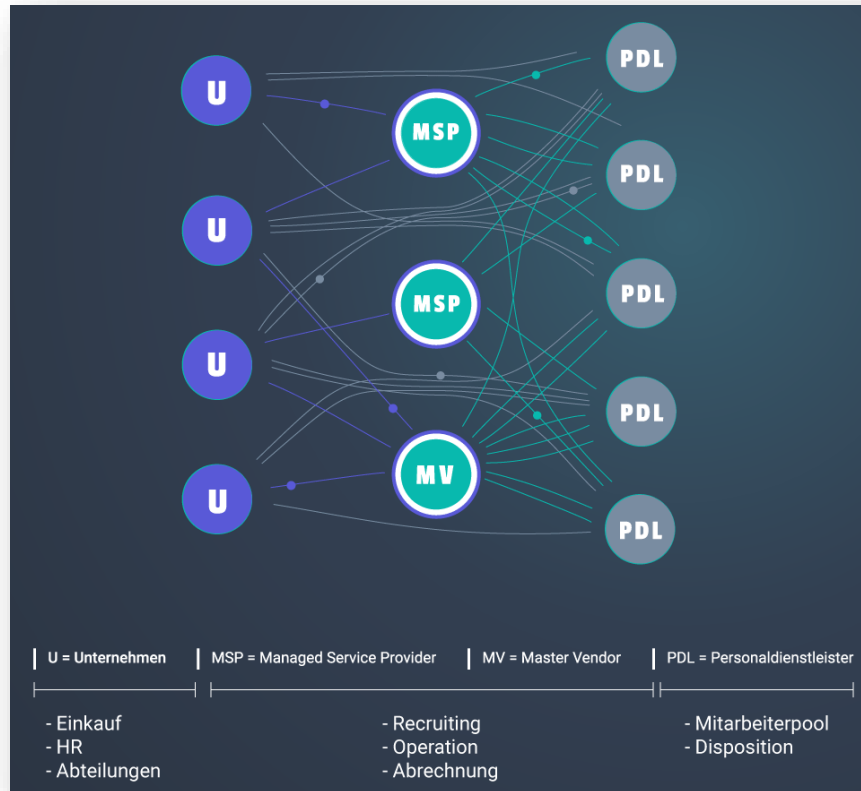 U
U
U
U
MSP
MSP
MV
PDL
PDL
PDL
PDL
PDL
U = Unternehmen
MSP = Managed Service Provider
MV = Master Vendor
PDL = Personaldienstleister
- Einkauf
- HR
- Abteilungen
- Recruiting
- Operation
- Abrechnung
- Mitarbeiterpool
- Disposition